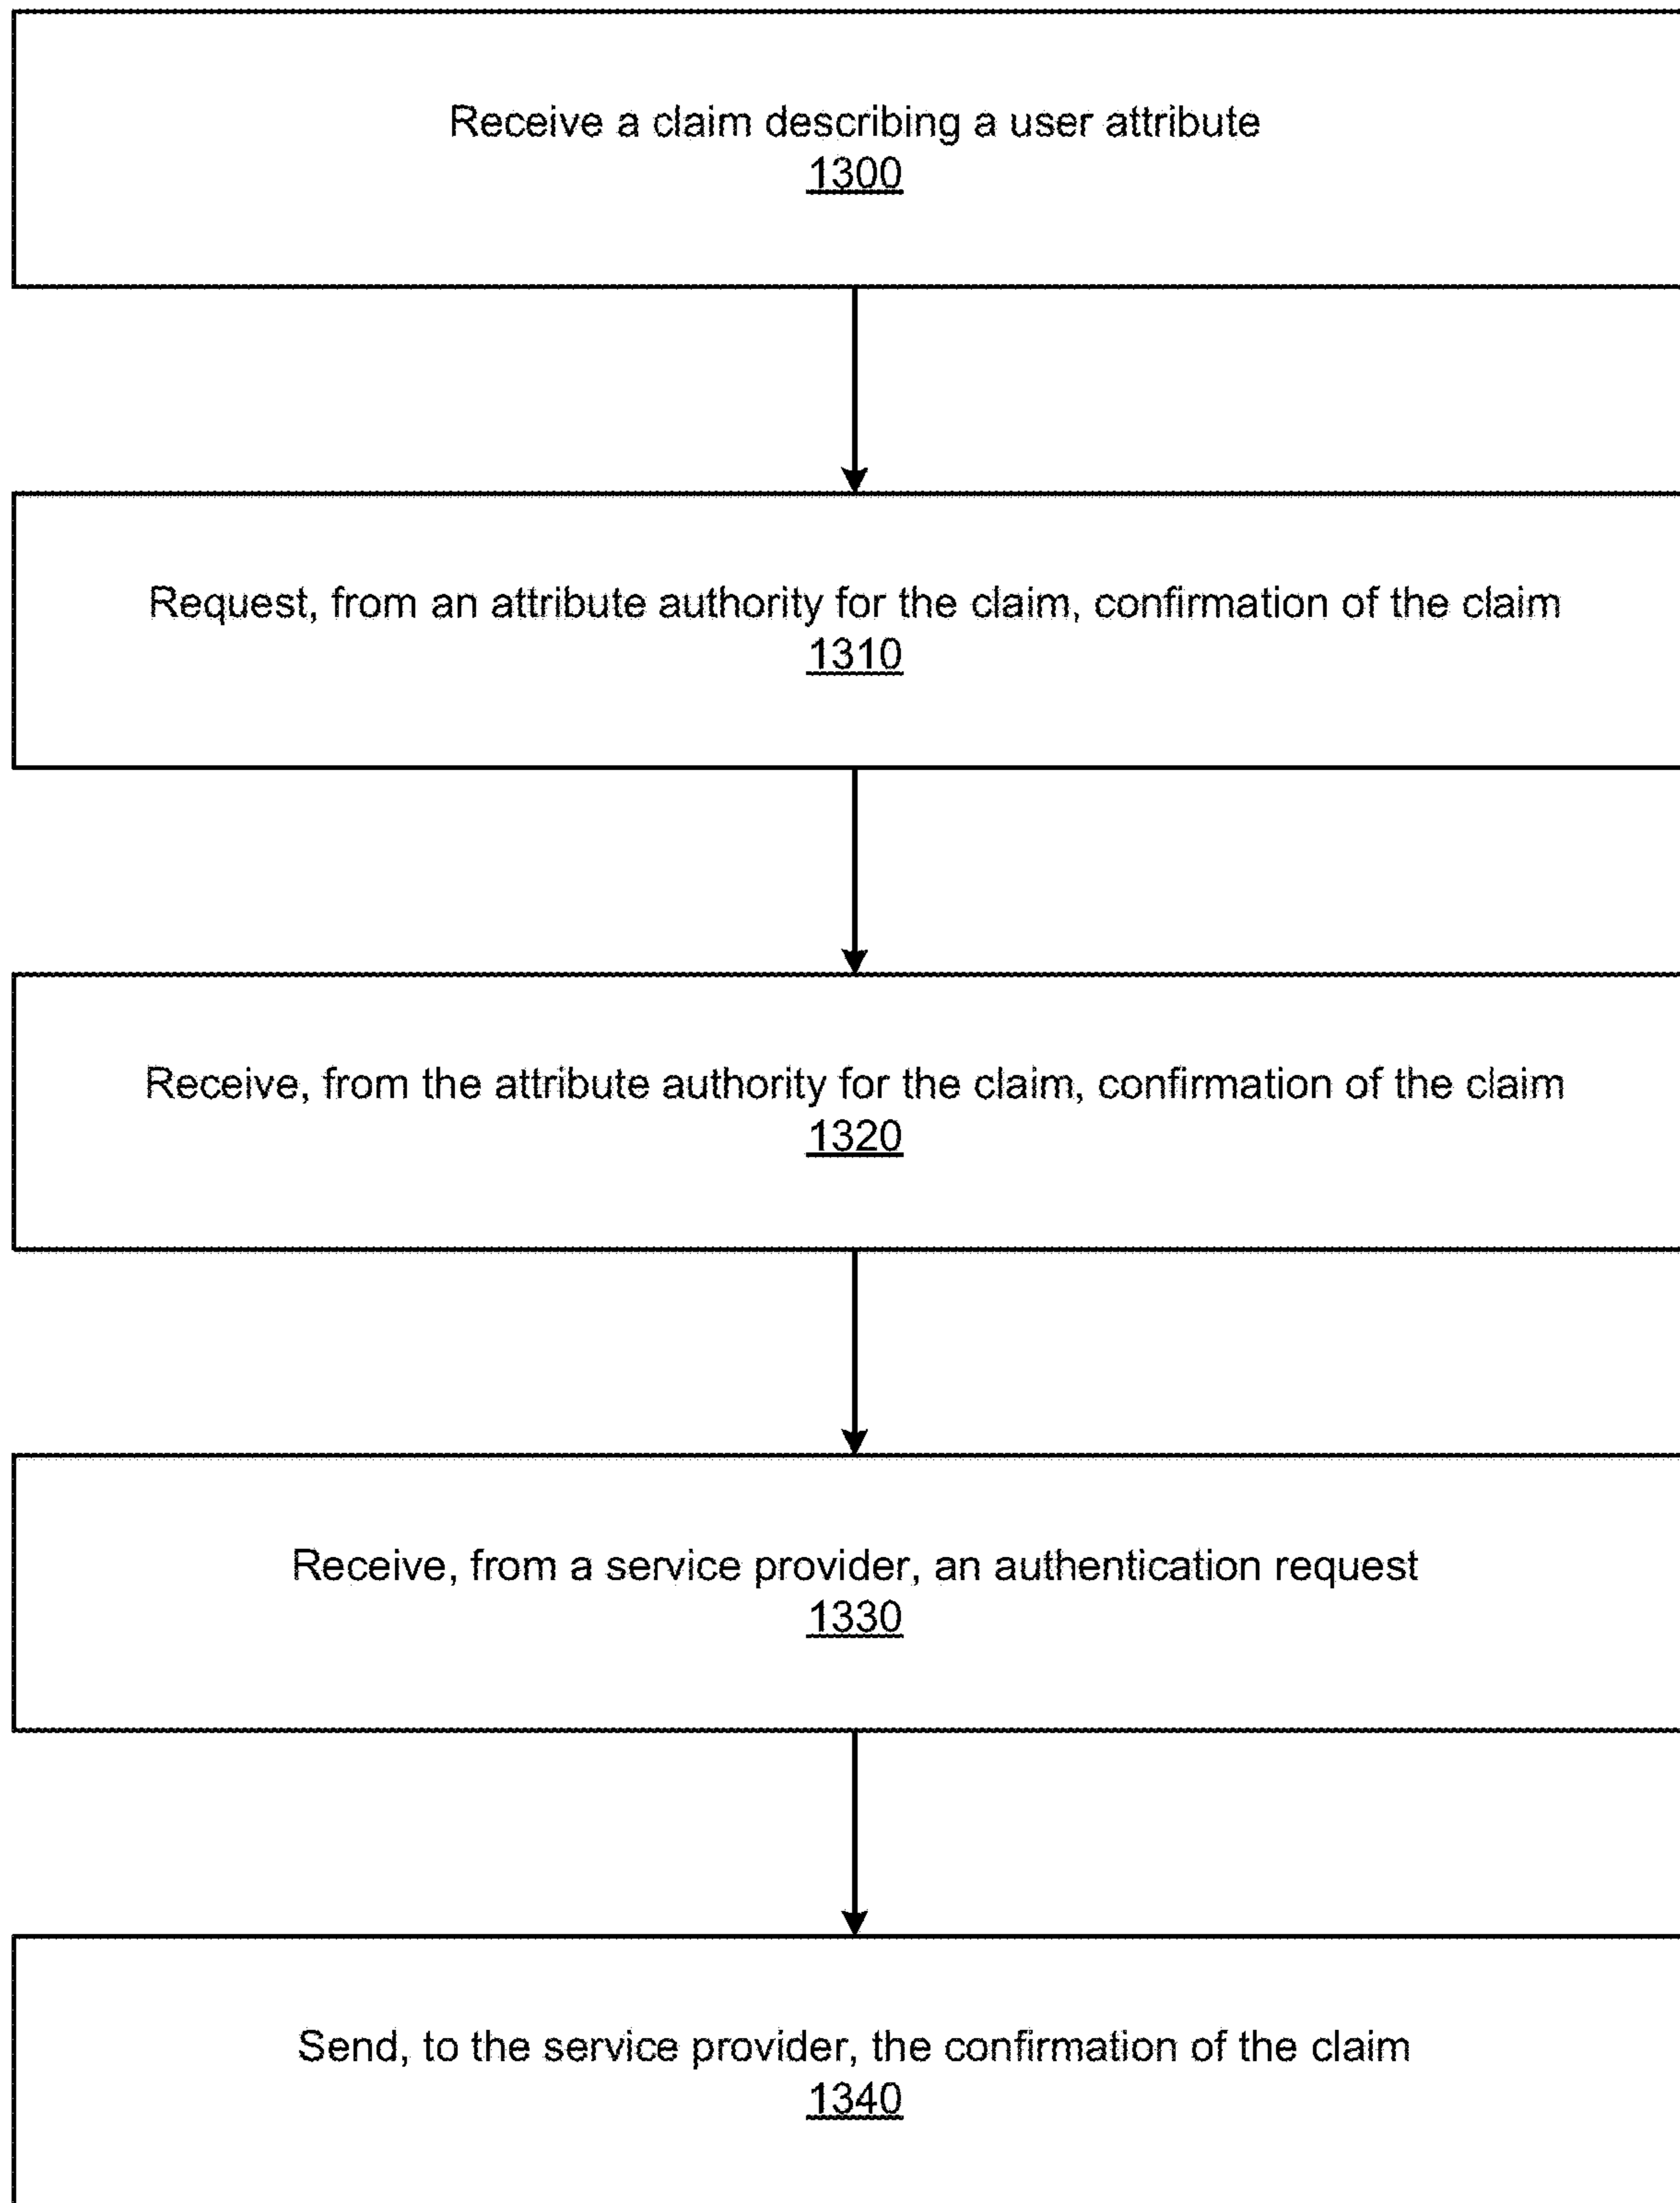 Receive a claim describing a user attribute
1300
Request, from an attribute authority for the claim, confirmation of the claim
1310
Receive, from the attribute authority for the claim, confirmation of the claim
1320
Receive, from a service provider, an authentication request
1330
Send, to the service provider, the confirmation of the claim
1340